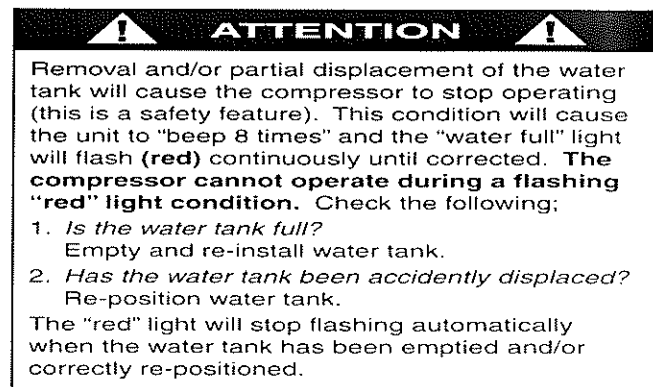 ATTENTION
Removal and/or partial displacement of the water
tank will cause the compressor to stop operating
(this is a safety feature). This condition will cause
the unit to "beep 8 times" and the "water full" light
will flash (red) continuously until corrected. The
compressor cannot operate during a flashing
"red" light condition. Check the following;
1. Is the water tank full?
Empty and re-install water tank.
2. Has the water tank been accidently displaced?
Re-position water tank.
The "red" light will stop flashing automatically
when the water tank has been emptied and/or
correctly re-positioned.